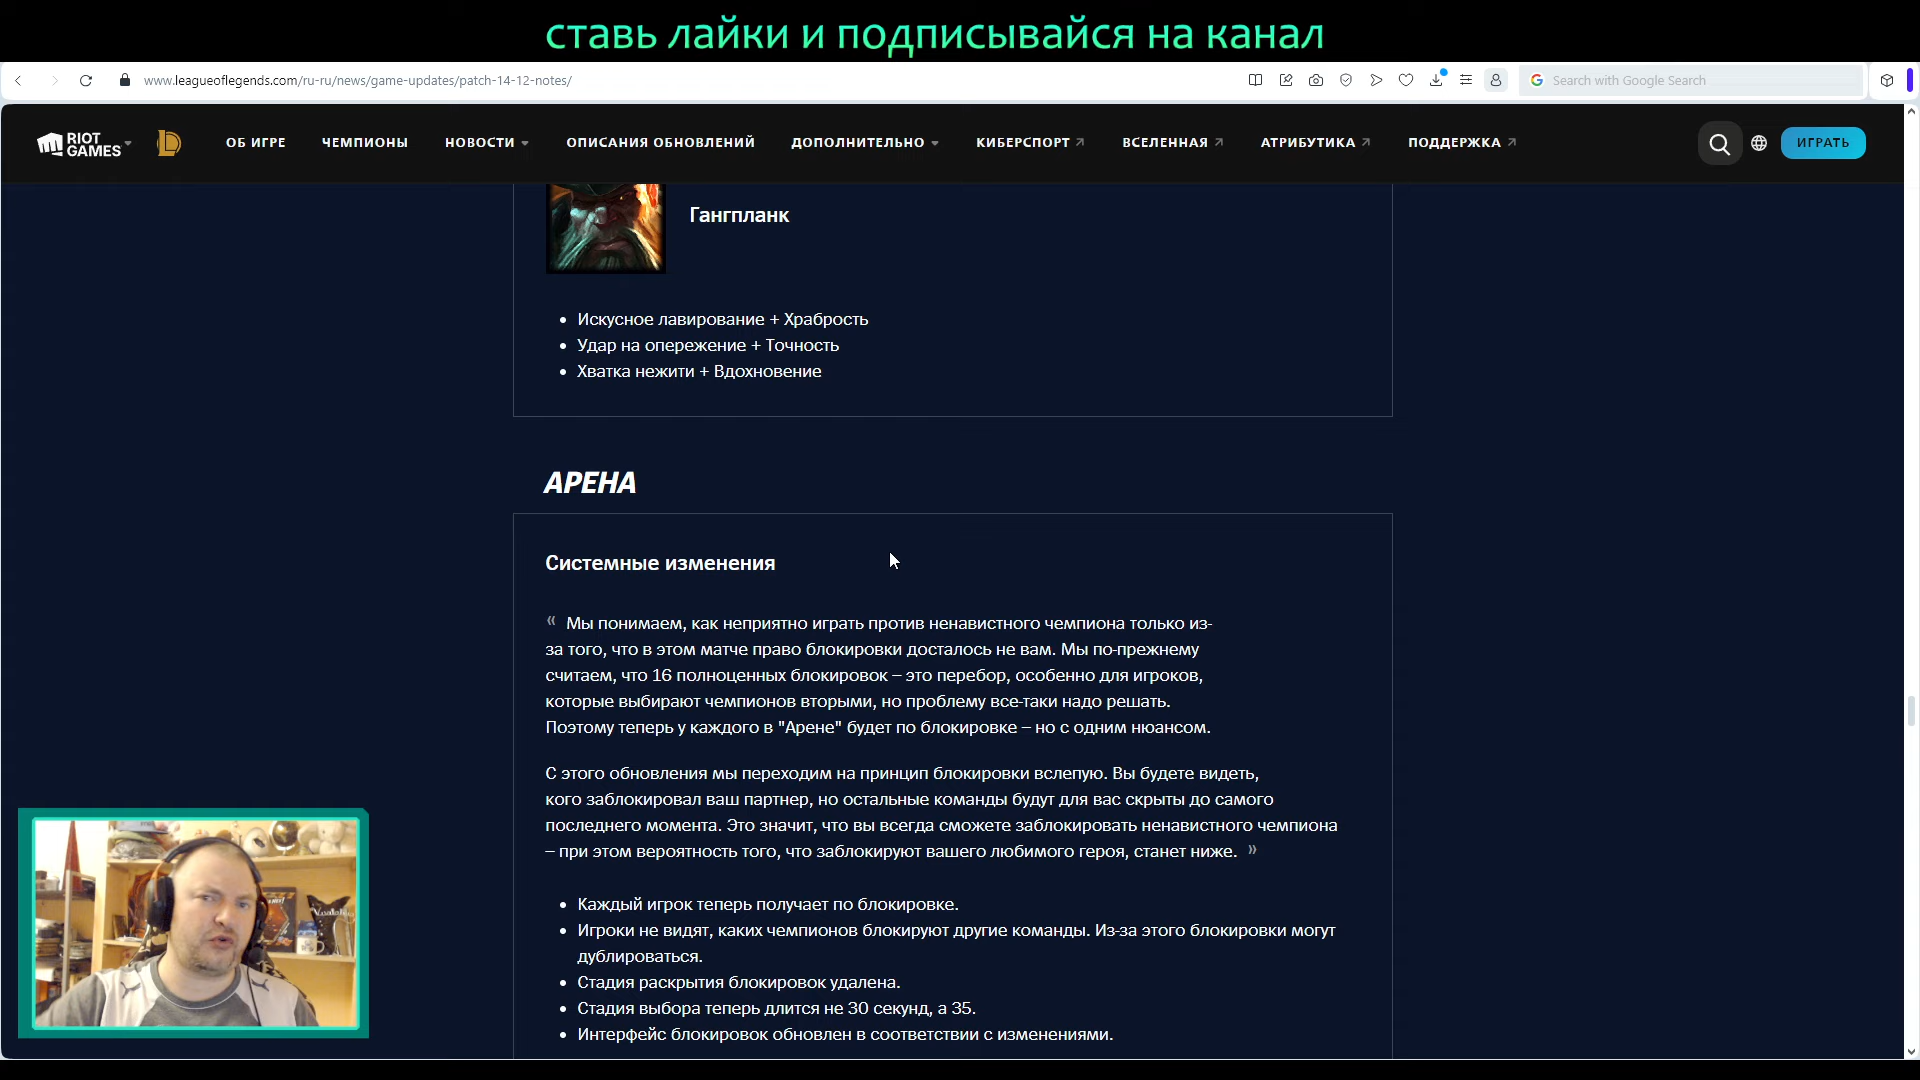 ставь лайки и подписывайся на канал
www.leagueoflegends.com/ru-ru/news/game-updates/patch-14-12-notes/
Search with Google Search
RIOT GAMES
ОБ ИГРЕ
ЧЕМПИОНЫ
НОВОСТИ
ОПИСАНИЯ ОБНОВЛЕНИЙ
ДОПОЛНИТЕЛЬНО
КИБЕРСПОРТ
ВСЕЛЕННАЯ
АТРИБУТИКА
ПОДДЕРЖКА
ИГРАТЬ
Гангпланк
• Искусное лавирование + Храбрость
• Удар на опережение + Точность
• Хватка нежити + Вдохновение
АРЕНА
Системные изменения
« Мы понимаем, как неприятно играть против ненавистного чемпиона только из-
за того, что в этом матче право блокировки досталось не вам. Мы по-прежнему
считаем, что 16 полноценных блокировок – это перебор, особенно для игроков,
которые выбирают чемпионов вторыми, но проблему все-таки надо решать.
Поэтому теперь у каждого в "Арене" будет по блокировке – но с одним нюансом.
С этого обновления мы переходим на принцип блокировки вслепую. Вы будете видеть,
кого заблокировал ваш партнер, но остальные команды будут для вас скрыты до самого
последнего момента. Это значит, что вы всегда сможете заблокировать ненавистного чемпиона
– при этом вероятность того, что заблокируют вашего любимого героя, станет ниже. »
• Каждый игрок теперь получает по блокировке.
• Игроки не видят, каких чемпионов блокируют другие команды. Из-за этого блокировки могут
дублироваться.
• Стадия раскрытия блокировок удалена.
• Стадия выбора теперь длится не 30 секунд, а 35.
• Интерфейс блокировок обновлен в соответствии с изменениями.